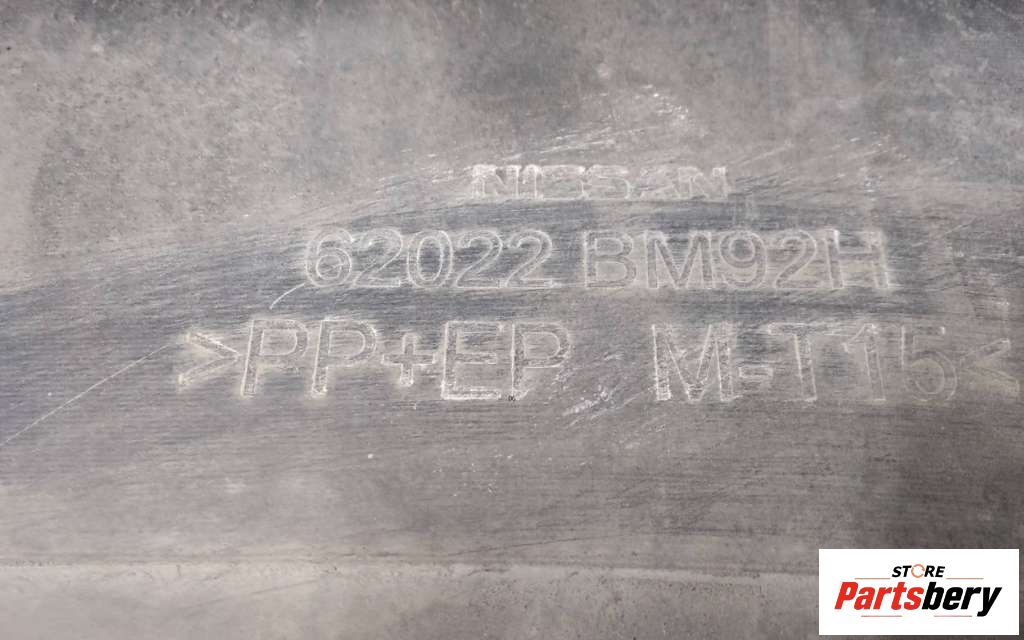 NISSAN
62022 BM92H
>PP+EP M-T15<
STORE
Partsbery